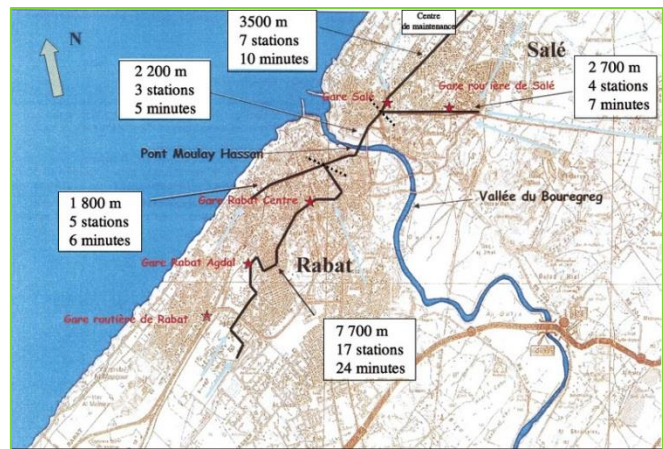 3500 m
7 stations
10 minutes
Centre
de maintenance
Salé
N
2 200 m
3 stations
5 minutes
2 700 m
4 stations
7 minutes
Gare Salé
Gare rou ière de Salé
Pont Moulay Hassan
1 800 m
5 stations
6 minutes
Gare Rabat Centre
Vallée du Bouregreg
Gare Rabat Agdal
Rabat
Gare routière de Rabat
7 700 m
17 stations
24 minutes